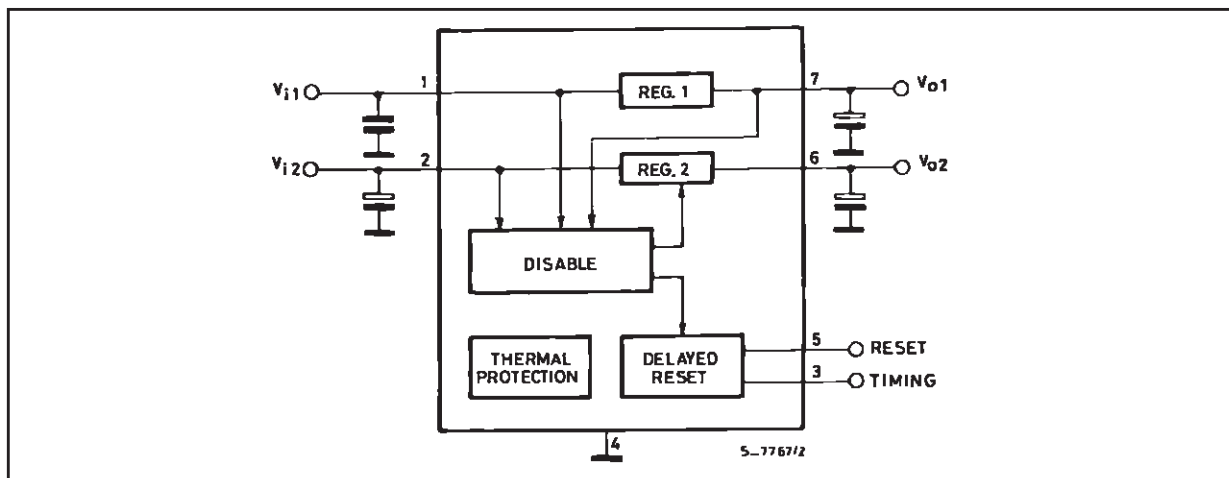 Vi1
1
REG. 1
7
Vo1
Vi2
2
REG. 2
6
Vo2
DISABLE
THERMAL
PROTECTION
DELAYED
RESET
5
RESET
3
TIMING
4
S_7767/2